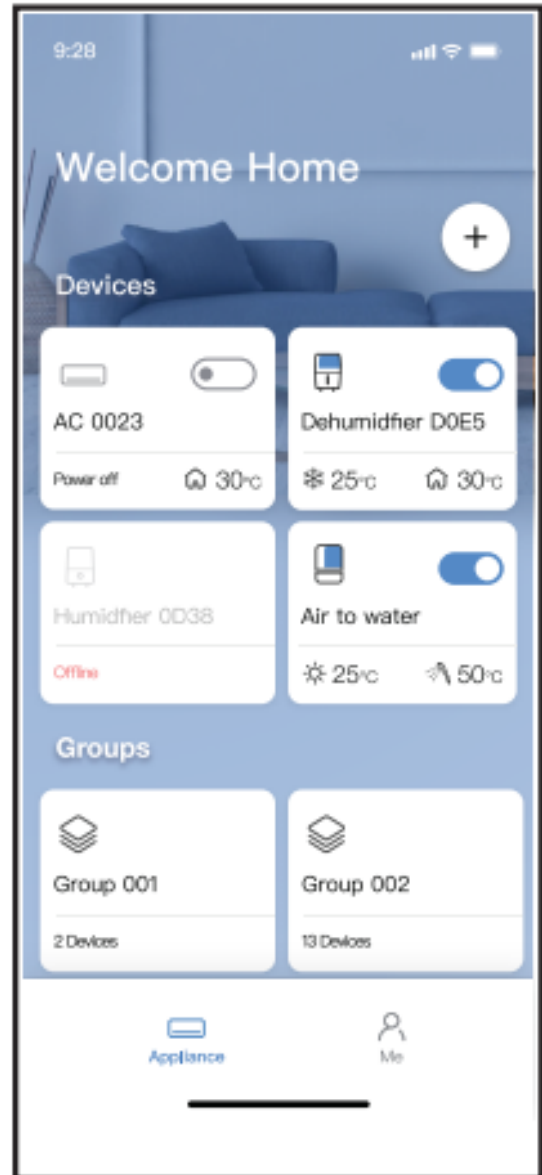 9:28
Welcome Home
+
Devices
AC 0023
Power off 30°C
Dehumidfier D0E5
25°C 30°C
Humidfier 0D38
Offline
Air to water
25°C 50°C
Groups
Group 001
2 Devices
Group 002
13 Devices
Appliance
Me